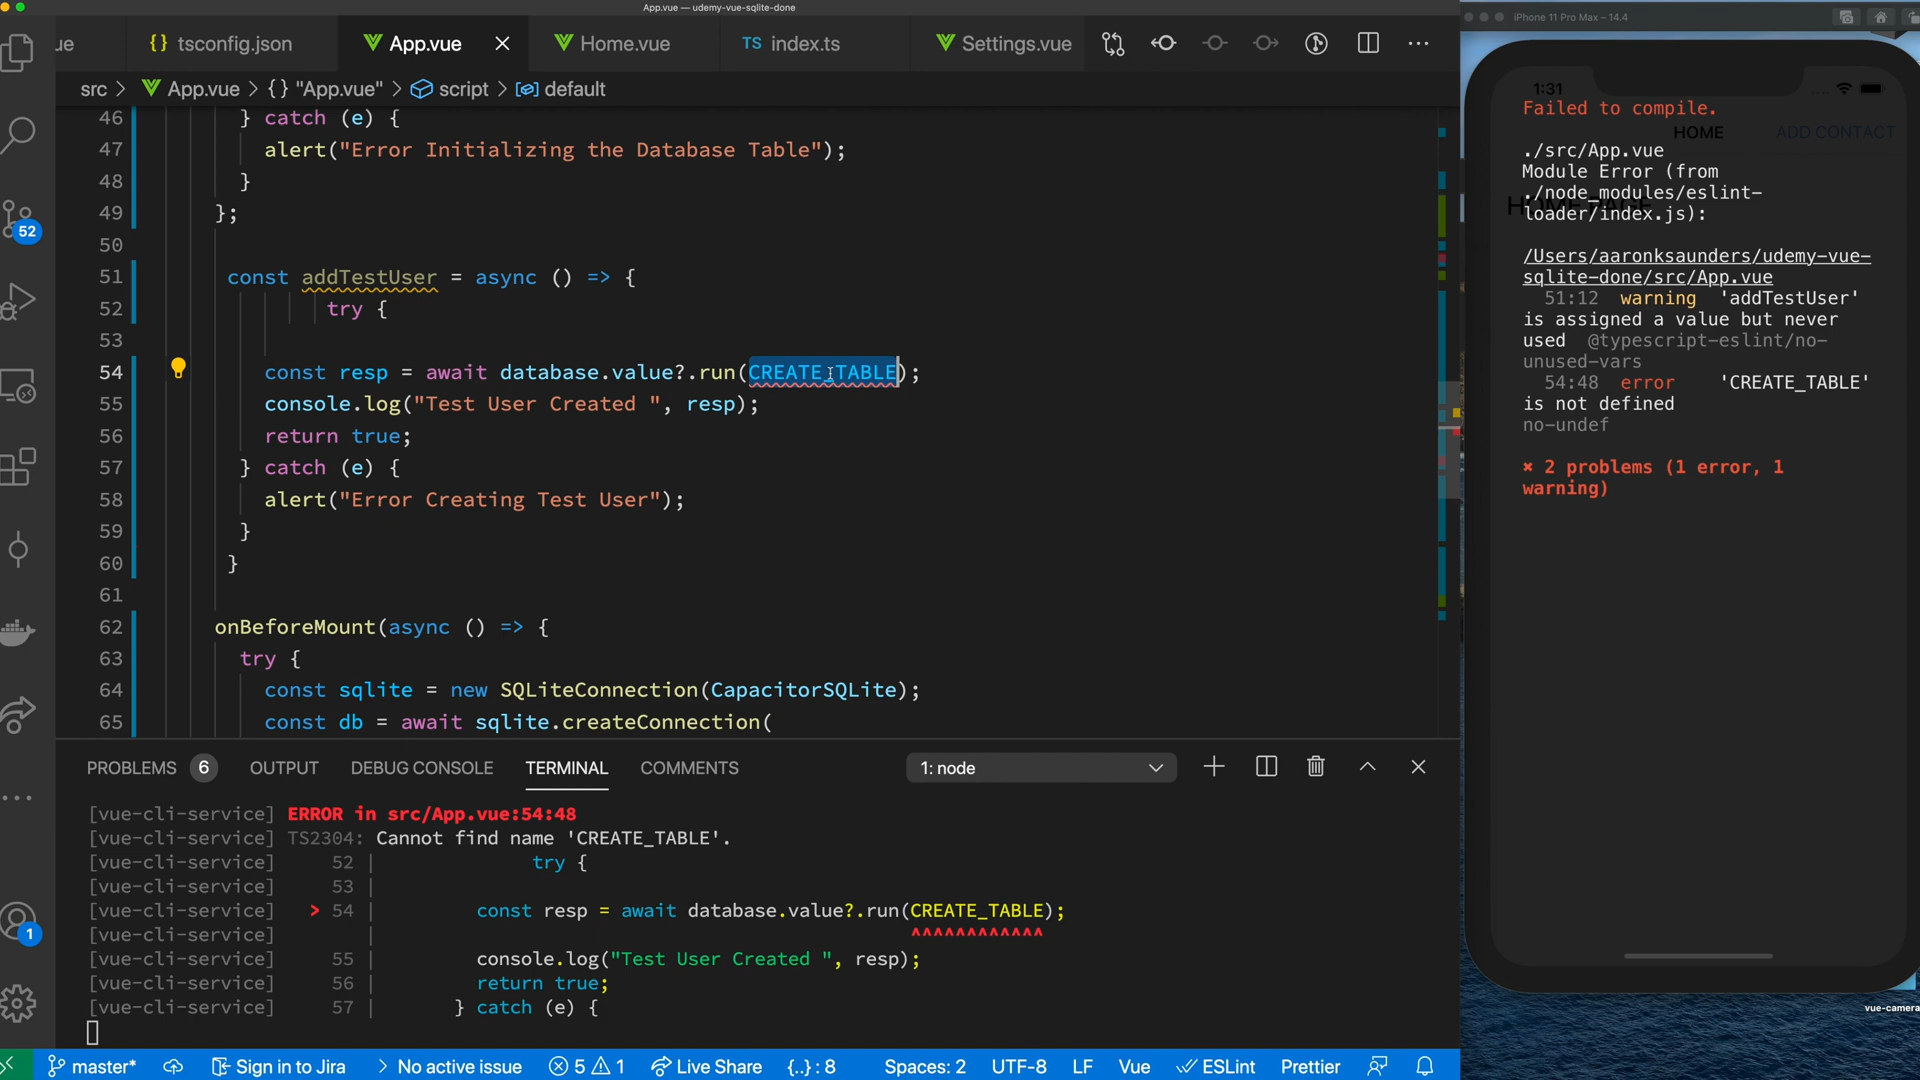 App.vue — udemy-vue-sqlite-done
ue
{} tsconfig.json
App.vue
Home.vue
TS index.ts
Settings.vue
src > App.vue > {} "App.vue" > script > default
46 } catch (e) {
47 alert("Error Initializing the Database Table");
48 }
49 };
50
51 const addTestUser = async () => {
52 try {
53
54 const resp = await database.value?.run(CREATE_TABLE);
55 console.log("Test User Created ", resp);
56 return true;
57 } catch (e) {
58 alert("Error Creating Test User");
59 }
60 }
61
62 onBeforeMount(async () => {
63 try {
64 const sqlite = new SQLiteConnection(CapacitorSQLite);
65 const db = await sqlite.createConnection(
52
1
PROBLEMS 6 OUTPUT DEBUG CONSOLE TERMINAL COMMENTS 1: node
[vue-cli-service] ERROR in src/App.vue:54:48
[vue-cli-service] TS2304: Cannot find name 'CREATE_TABLE'.
[vue-cli-service] 52 | try {
[vue-cli-service] 53 |
[vue-cli-service] > 54 | const resp = await database.value?.run(CREATE_TABLE);
[vue-cli-service] | ^^^^^^^^^^^^
[vue-cli-service] 55 | console.log("Test User Created ", resp);
[vue-cli-service] 56 | return true;
[vue-cli-service] 57 | } catch (e) {
master* Sign in to Jira > No active issue 5 1 Live Share {..} : 8 Spaces: 2 UTF-8 LF Vue ESLint Prettier
iPhone 11 Pro Max – 14.4
1:31
Failed to compile.
HOME ADD CONTACT
./src/App.vue
Module Error (from
./node_modules/eslint-
HOME PAGE
loader/index.js):
/Users/aaronksaunders/udemy-vue-
sqlite-done/src/App.vue
51:12 warning 'addTestUser'
is assigned a value but never
used @typescript-eslint/no-
unused-vars
54:48 error 'CREATE_TABLE'
is not defined
no-undef
✖ 2 problems (1 error, 1
warning)
vue-camera